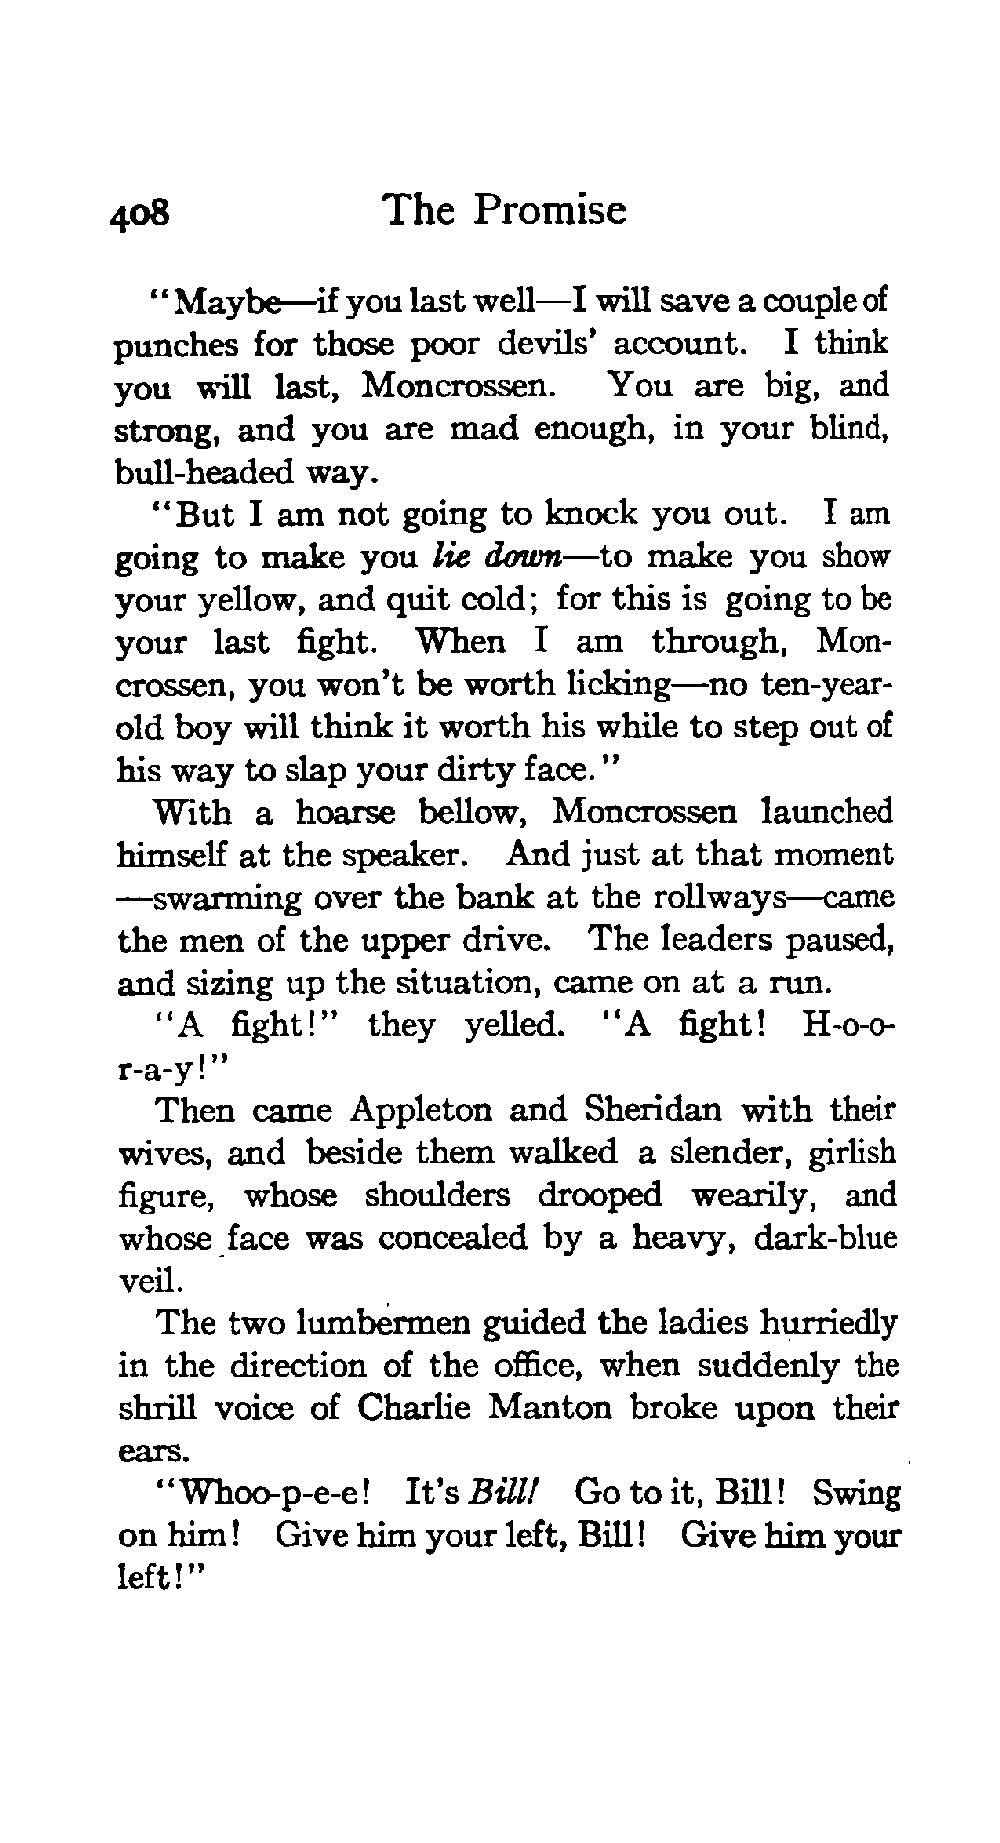 408 The Promise
"Maybe—if you last well—I will save a couple of
punches for those poor devils' account. I think
you will last, Moncrossen. You are big, and
strong, and you are mad enough, in your blind,
bull-headed way.
"But I am not going to knock you out. I am
going to make you lie down—to make you show
your yellow, and quit cold; for this is going to be
your last fight. When I am through, Mon-
crossen, you won't be worth licking—no ten-year-
old boy will think it worth his while to step out of
his way to slap your dirty face."
With a hoarse bellow, Moncrossen launched
himself at the speaker. And just at that moment
—swarming over the bank at the rollways—came
the men of the upper drive. The leaders paused,
and sizing up the situation, came on at a run.
"A fight!" they yelled. "A fight! H-o-o-
r-a-y!"
Then came Appleton and Sheridan with their
wives, and beside them walked a slender, girlish
figure, whose shoulders drooped wearily, and
whose face was concealed by a heavy, dark-blue
veil.
The two lumbermen guided the ladies hurriedly
in the direction of the office, when suddenly the
shrill voice of Charlie Manton broke upon their
ears.
"Whoo-p-e-e! It's Bill! Go to it, Bill! Swing
on him! Give him your left, Bill! Give him your
left!"